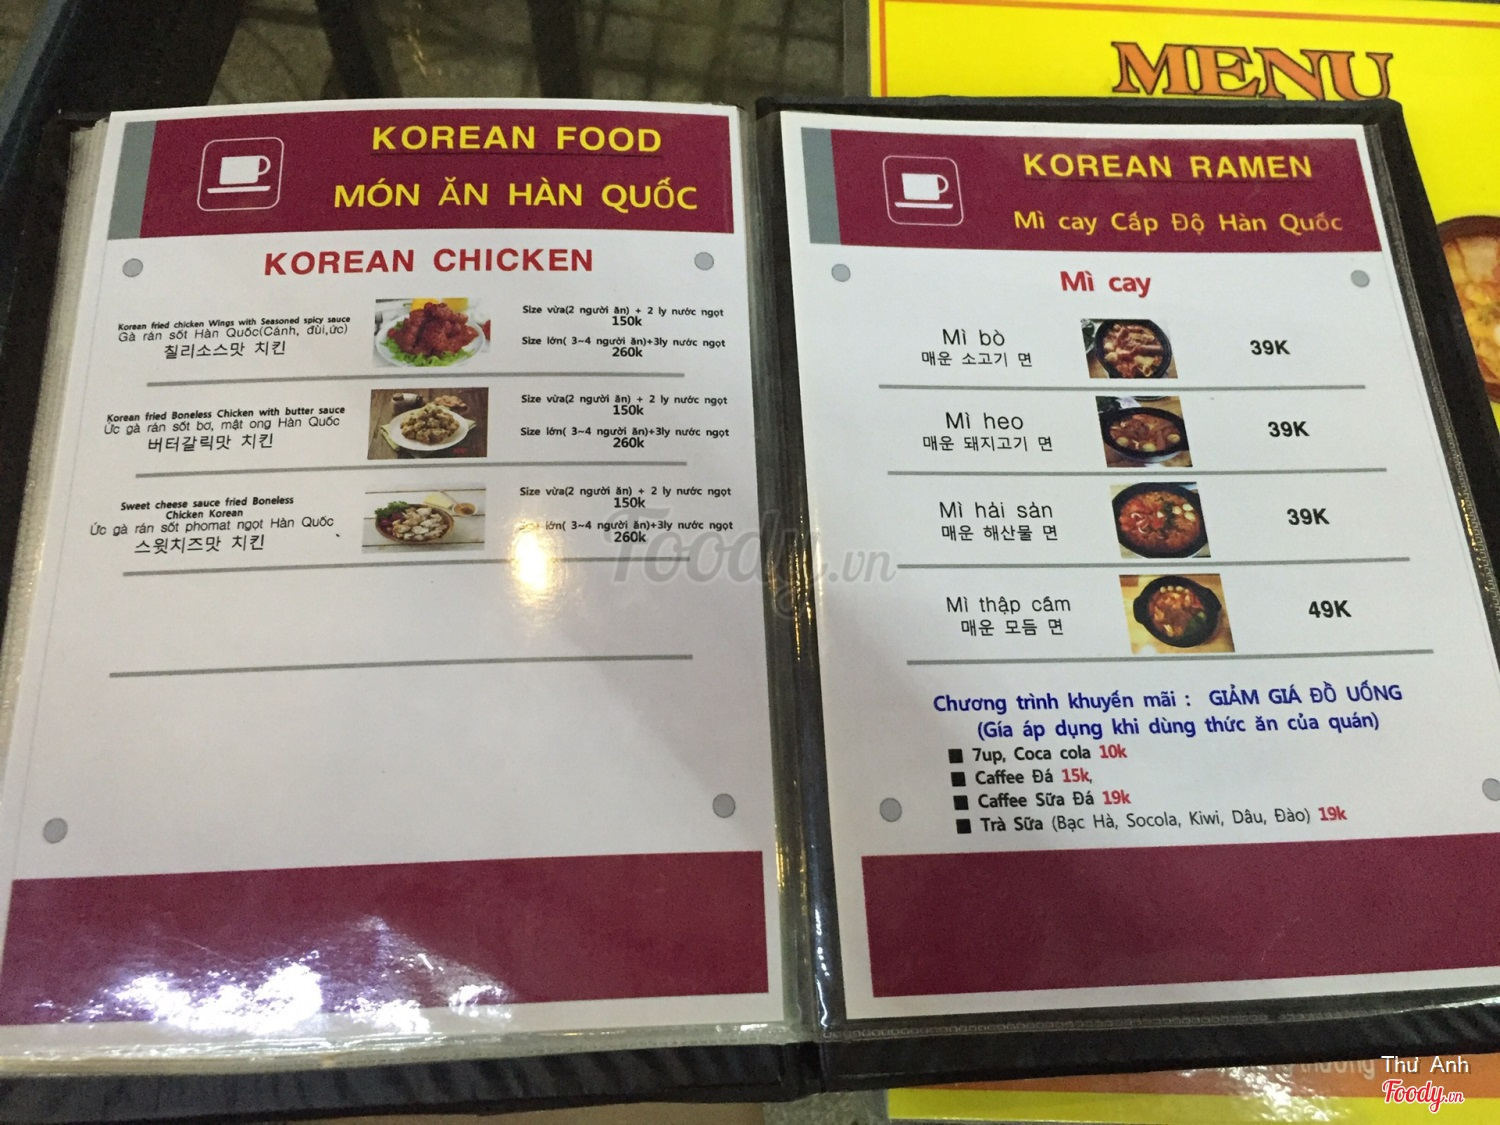 MENU
KOREAN FOOD
MÓN ĂN HÀN QUỐC
KOREAN CHICKEN
Korean fried chicken Wings with Seasoned spicy sauce
Gà rán sốt Hàn Quốc(Cánh, đùi,ức)
칠리소스맛 치킨
Size vừa(2 người ăn) + 2 ly nước ngọt
150k
Size lớn( 3~4 người ăn)+3ly nước ngọt
260k
Korean fried Boneless Chicken with butter sauce
Ức gà rán sốt bơ, mật ong Hàn Quốc
버터갈릭맛 치킨
Size vừa(2 người ăn) + 2 ly nước ngọt
150k
Size lớn( 3~4 người ăn)+3ly nước ngọt
260k
Sweet cheese sauce fried Boneless
Chicken Korean
Ức gà rán sốt phomat ngọt Hàn Quốc
스윗치즈맛 치킨
Size vừa(2 người ăn) + 2 ly nước ngọt
150k
lớn( 3~4 người ăn)+3ly nước ngọt
260k
KOREAN RAMEN
Mì cay Cấp Độ Hàn Quốc
Mì cay
Mì bò
매운 소고기 면
39K
Mì heo
매운 돼지고기 면
39K
Mì hải sản
매운 해산물 면
39K
Mì thập cẩm
매운 모듬 면
49K
Chương trình khuyến mãi : GIẢM GIÁ ĐỒ UỐNG
(Gía áp dụng khi dùng thức ăn của quán)
■ 7up, Coca cola 10k
■ Caffee Đá 15k,
■ Caffee Sữa Đá 19k
■ Trà Sữa (Bạc Hà, Socola, Kiwi, Dâu, Đào) 19k
Foody.vn
Thư Anh
Foody.vn